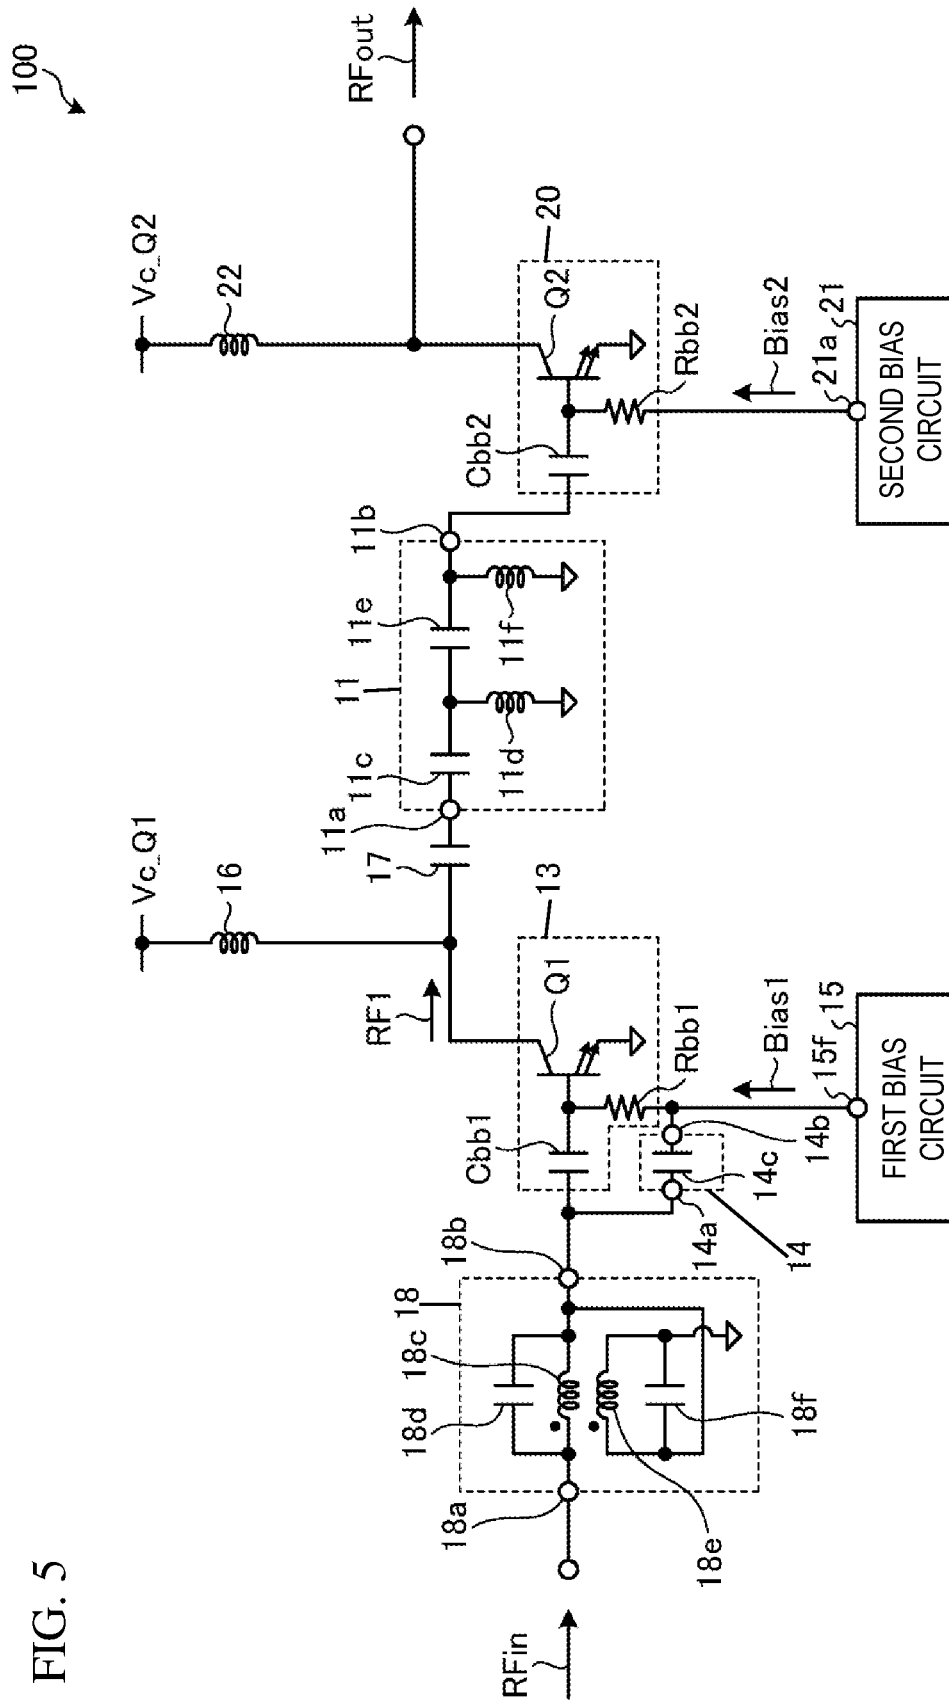 FIG. 5
100
RFin
18a
18
18d
18c
18e
18f
18b
Cbb1
14a
14c
14b
14
13
Q1
Rbb1
Bias1
15f
15
FIRST BIAS
CIRCUIT
RF1
Vc_Q1
16
17
11a
11c
11
11d
11e
11f
11b
Cbb2
20
Q2
Rbb2
Bias2
21a
21
SECOND BIAS
CIRCUIT
Vc_Q2
22
RFout